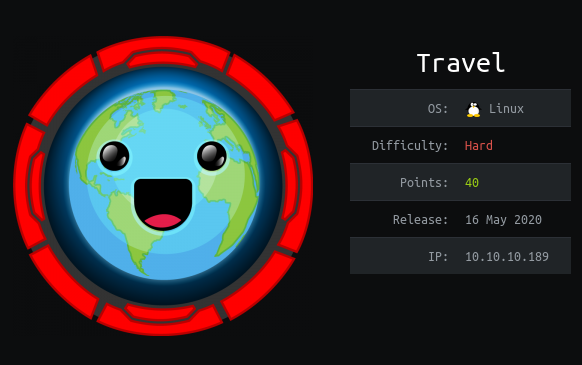 Travel
OS: Linux
Difficulty: Hard
Points: 40
Release: 16 May 2020
IP: 10.10.10.189